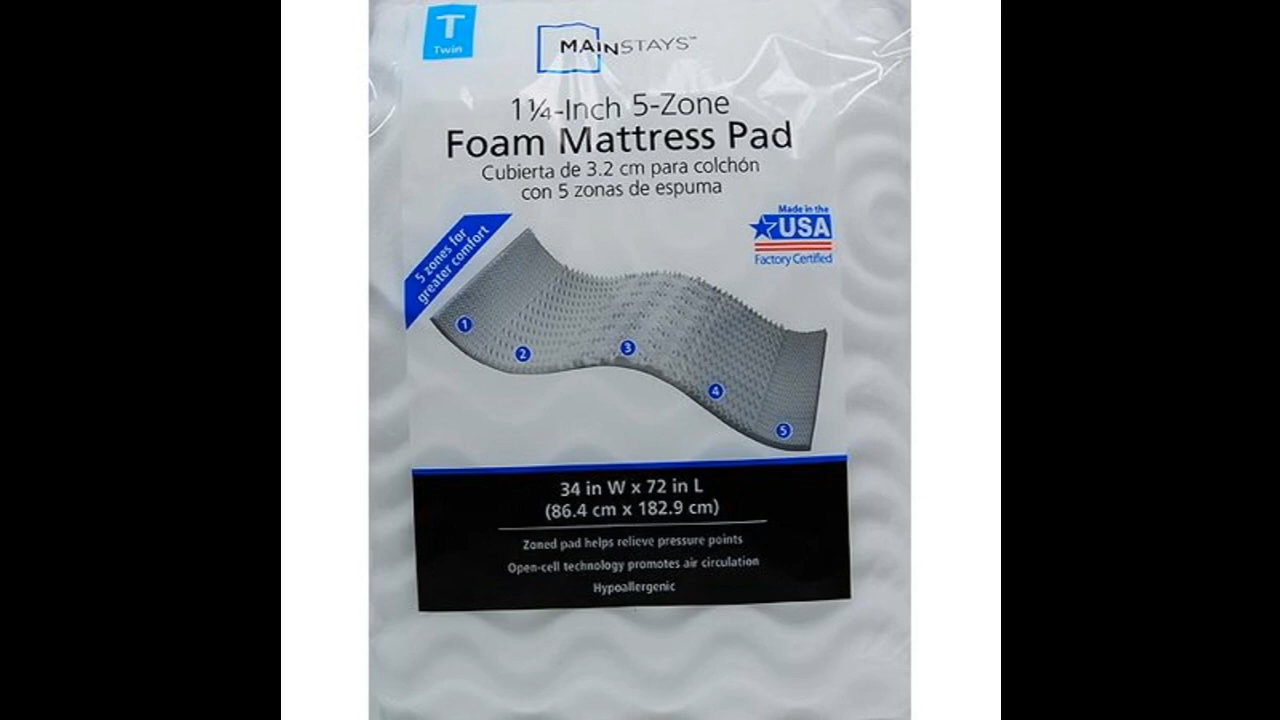 T
Twin
MAINSTAYS™
1 ¼-Inch 5-Zone
Foam Mattress Pad
Cubierta de 3.2 cm para colchón
con 5 zonas de espuma
Made in the
USA
Factory Certified
5 zones for
greater comfort
1
2
3
4
5
34 in W x 72 in L
(86.4 cm x 182.9 cm)
Zoned pad helps relieve pressure points
Open-cell technology promotes air circulation
Hypoallergenic